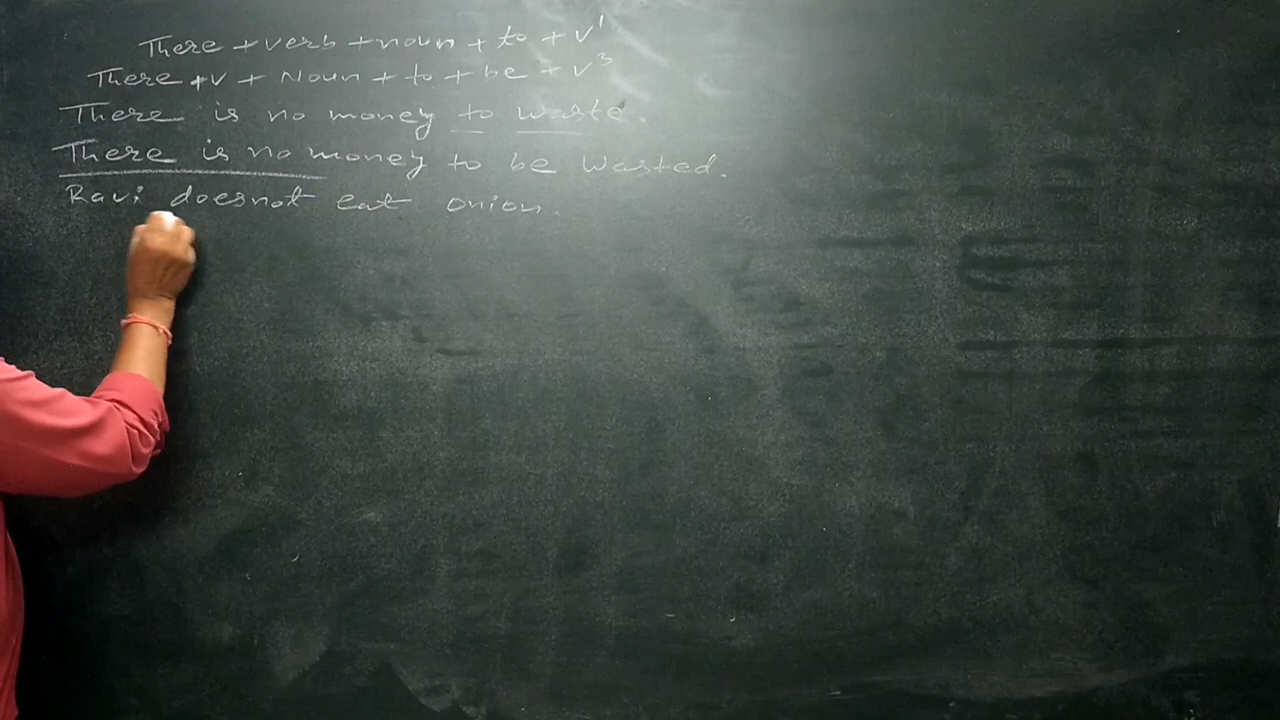 There + verb + noun + to + v¹
There + v + Noun + to + be + v³
There is no money to waste.
There is no money to be wasted.
Ravi doesnot eat onion.